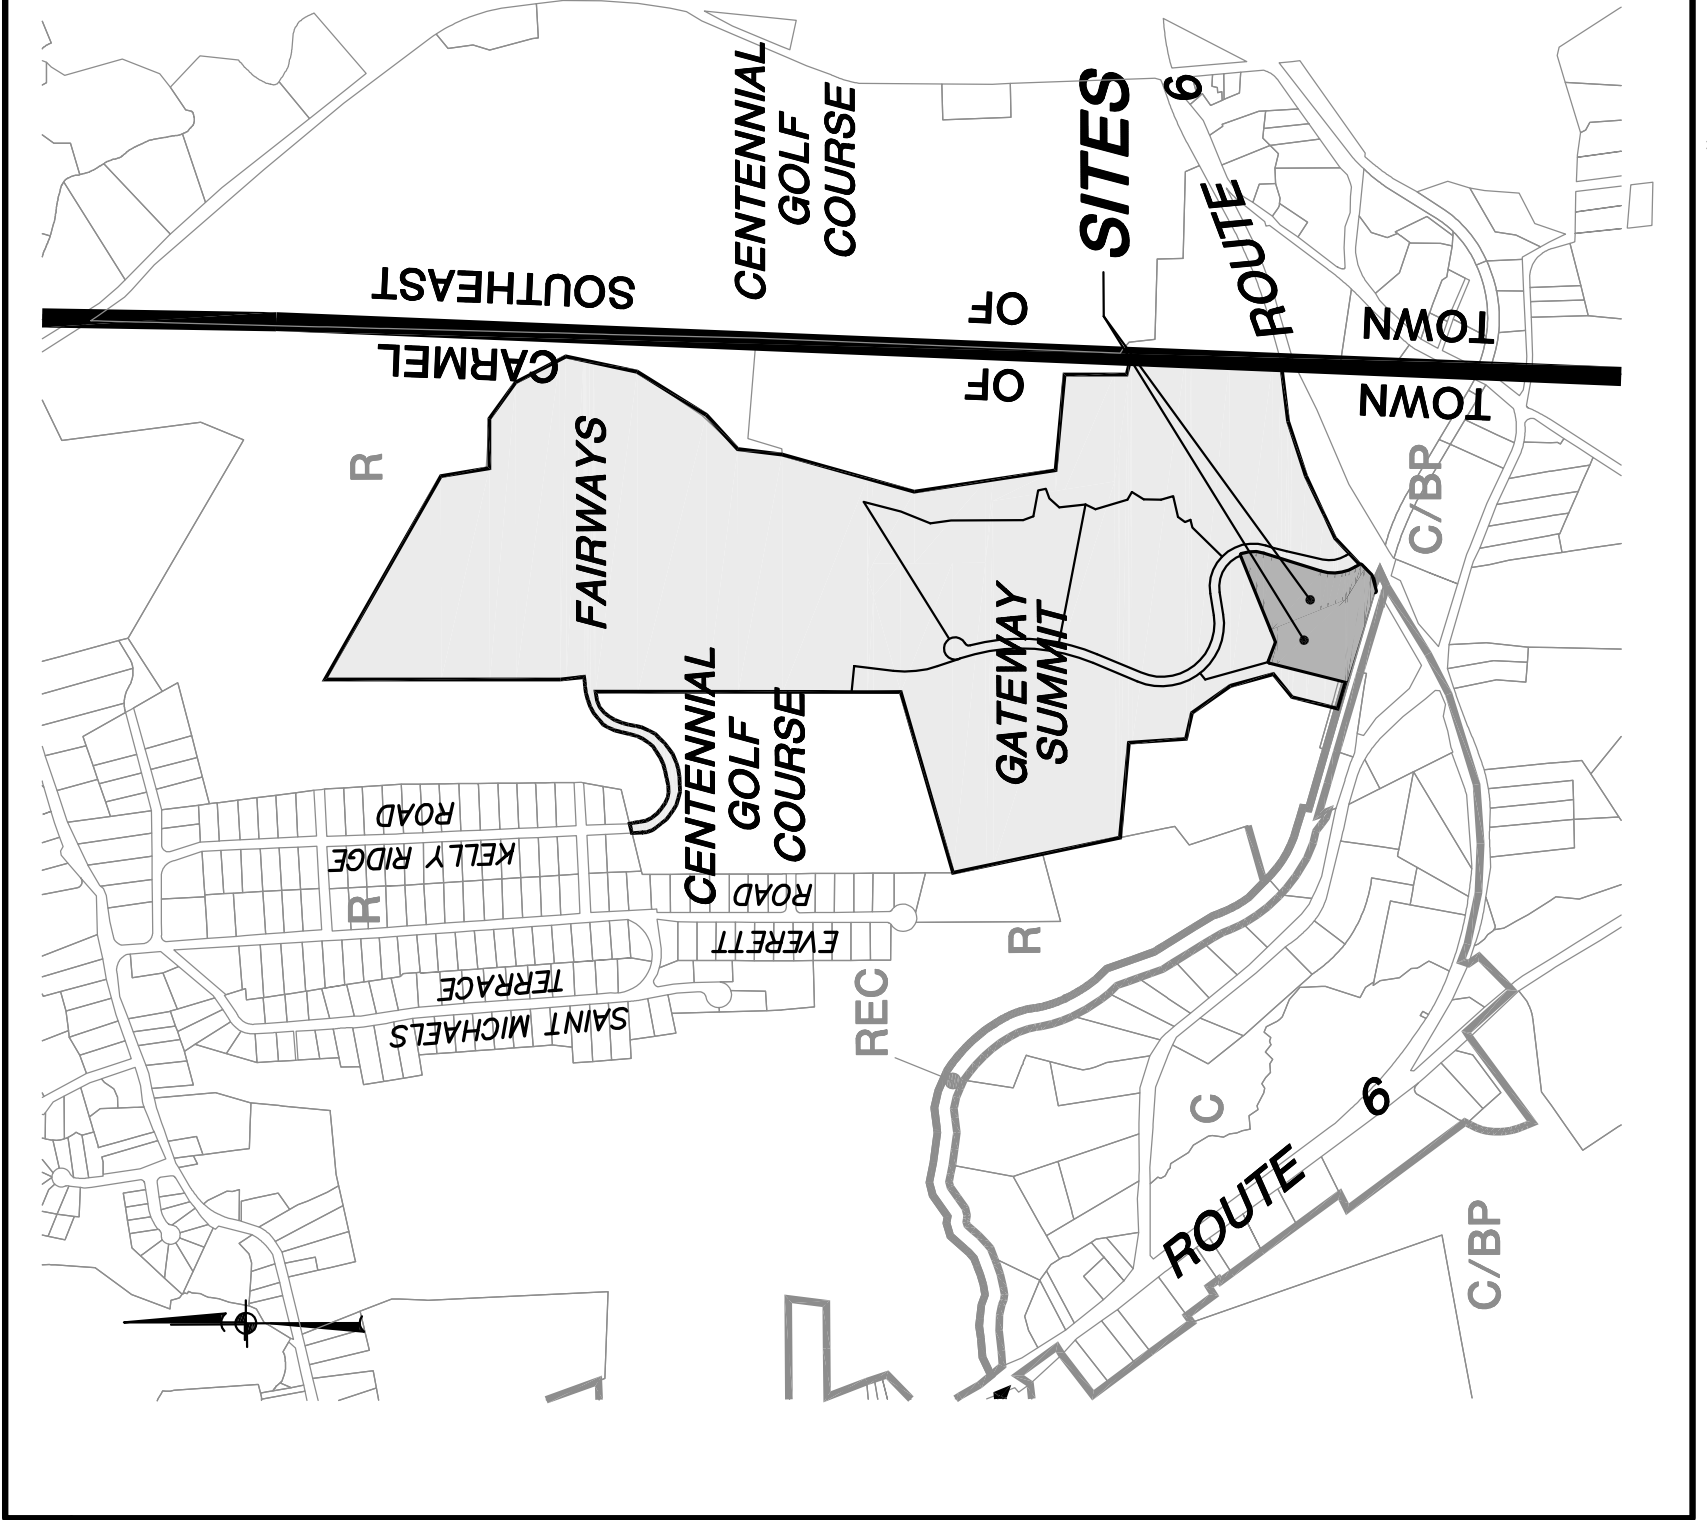 CENTENNIAL
GOLF
COURSE
SITES
ROUTE 6
TOWN OF SOUTHEAST
TOWN OF CARMEL
R
FAIRWAYS
C/BP
GATEWAY
SUMMIT
CENTENNIAL
GOLF
COURSE
KELLY RIDGE
ROAD
R
EVERETT
ROAD
R
SAINT MICHAELS
TERRACE
REC
C
ROUTE 6
C/BP